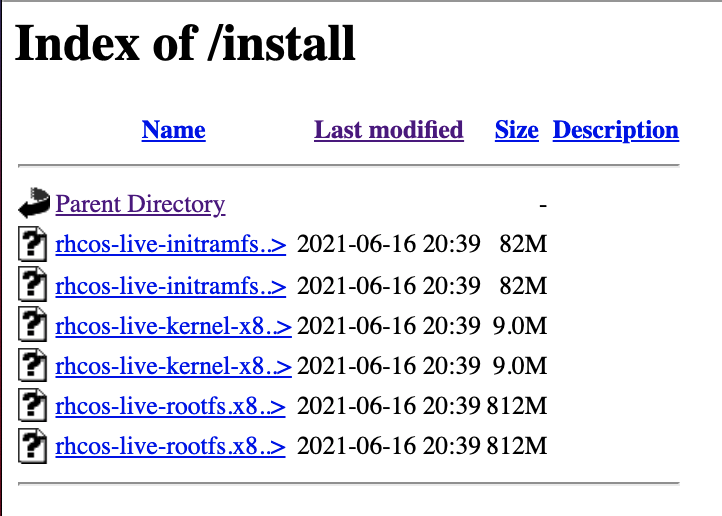 Index of /install
Name Last modified Size Description
Parent Directory -
rhcos-live-initramfs..> 2021-06-16 20:39 82M
rhcos-live-initramfs..> 2021-06-16 20:39 82M
rhcos-live-kernel-x8..> 2021-06-16 20:39 9.0M
rhcos-live-kernel-x8..> 2021-06-16 20:39 9.0M
rhcos-live-rootfs.x8..> 2021-06-16 20:39 812M
rhcos-live-rootfs.x8..> 2021-06-16 20:39 812M